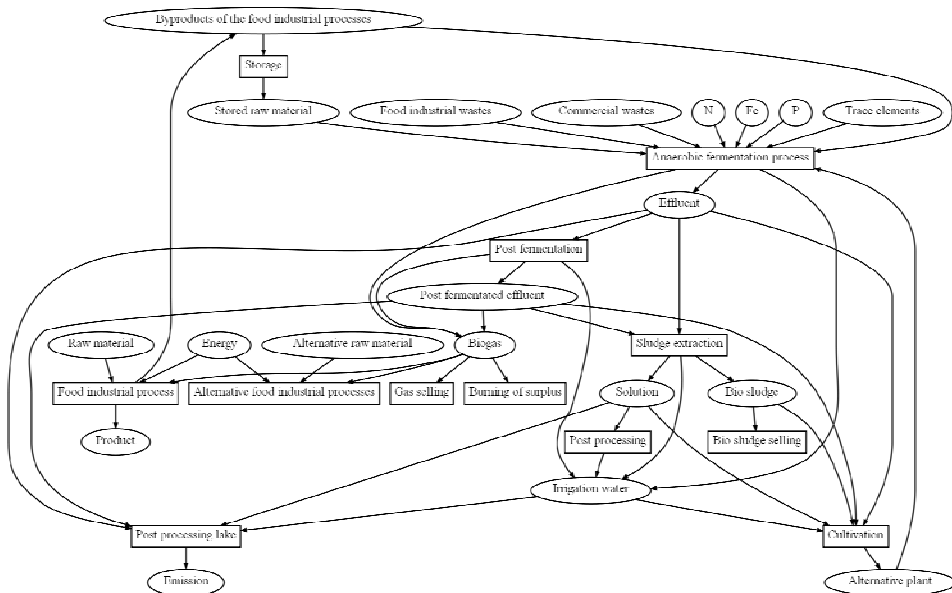 Byproducts of the food industrial processes
Storage
Stored raw material
Food industrial wastes
Commercial wastes
N
Fe
P
Trace elements
Anaerobic fermentation process
Effluent
Post fermentation
Post fermentated effluent
Raw material
Energy
Alternative raw material
Biogas
Sludge extraction
Food industrial process
Alternative food industrial processes
Gas selling
Burning of surplus
Solution
Bio sludge
Product
Post processing
Bio sludge selling
Irrigation water
Post processing lake
Cultivation
Emission
Alternative plant